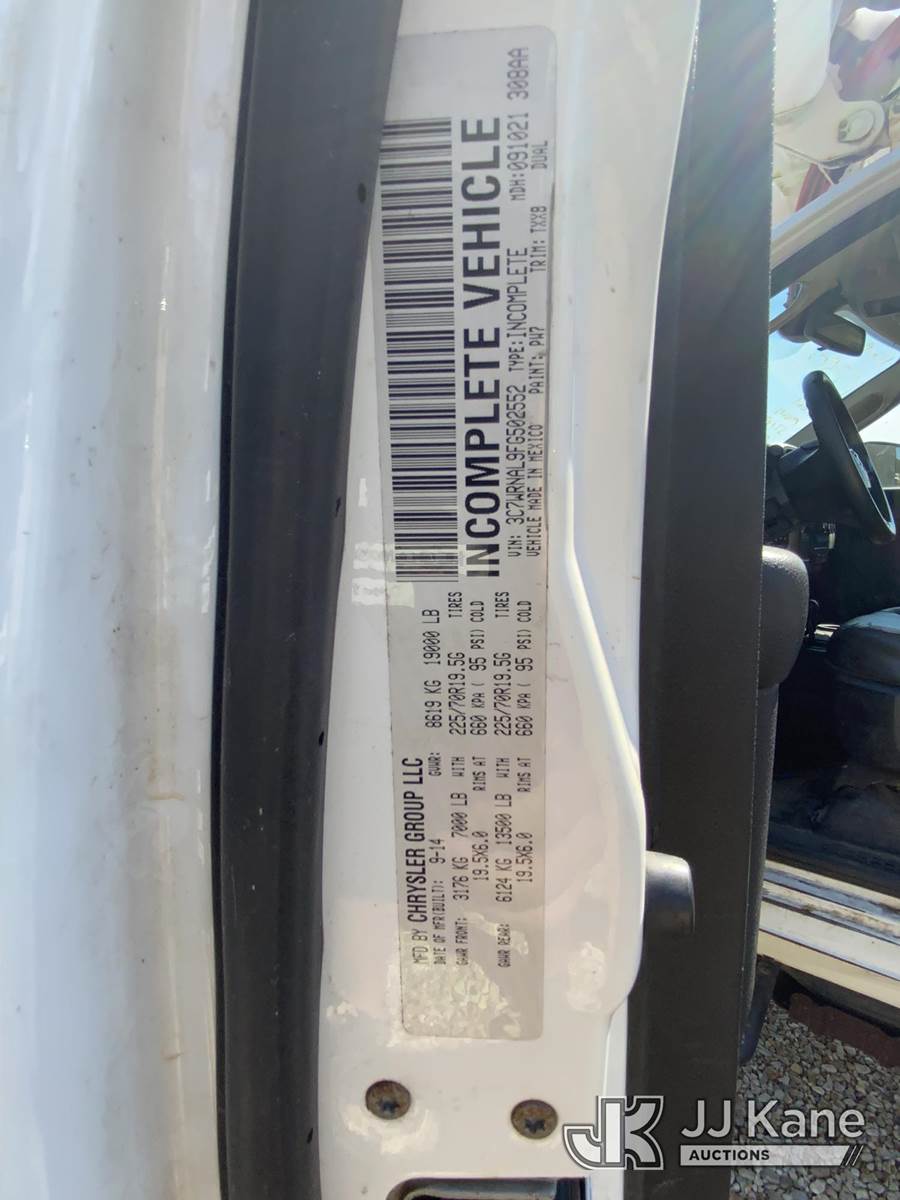 MFD BY CHRYSLER GROUP LLC
DATE OF MFR(BUILT): 9-14 GVWR: 8619 KG 19000 LB
GAWR FRONT: 3176 KG 7000 LB WITH 225/70R19.5G TIRES
19.5X6.0 RIMS AT 660 KPA ( 95 PSI) COLD
GAWR REAR: 6124 KG 13500 LB WITH 225/70R19.5G TIRES
19.5X6.0 RIMS AT 660 KPA ( 95 PSI) COLD
INCOMPLETE VEHICLE
VIN: 3C7WRNAL9FG502552 TYPE:INCOMPLETE MDH:091021 308AA
VEHICLE MADE IN MEXICO PAINT: PW7 TRIM: TXX8 DUAL
JK JJ Kane
AUCTIONS